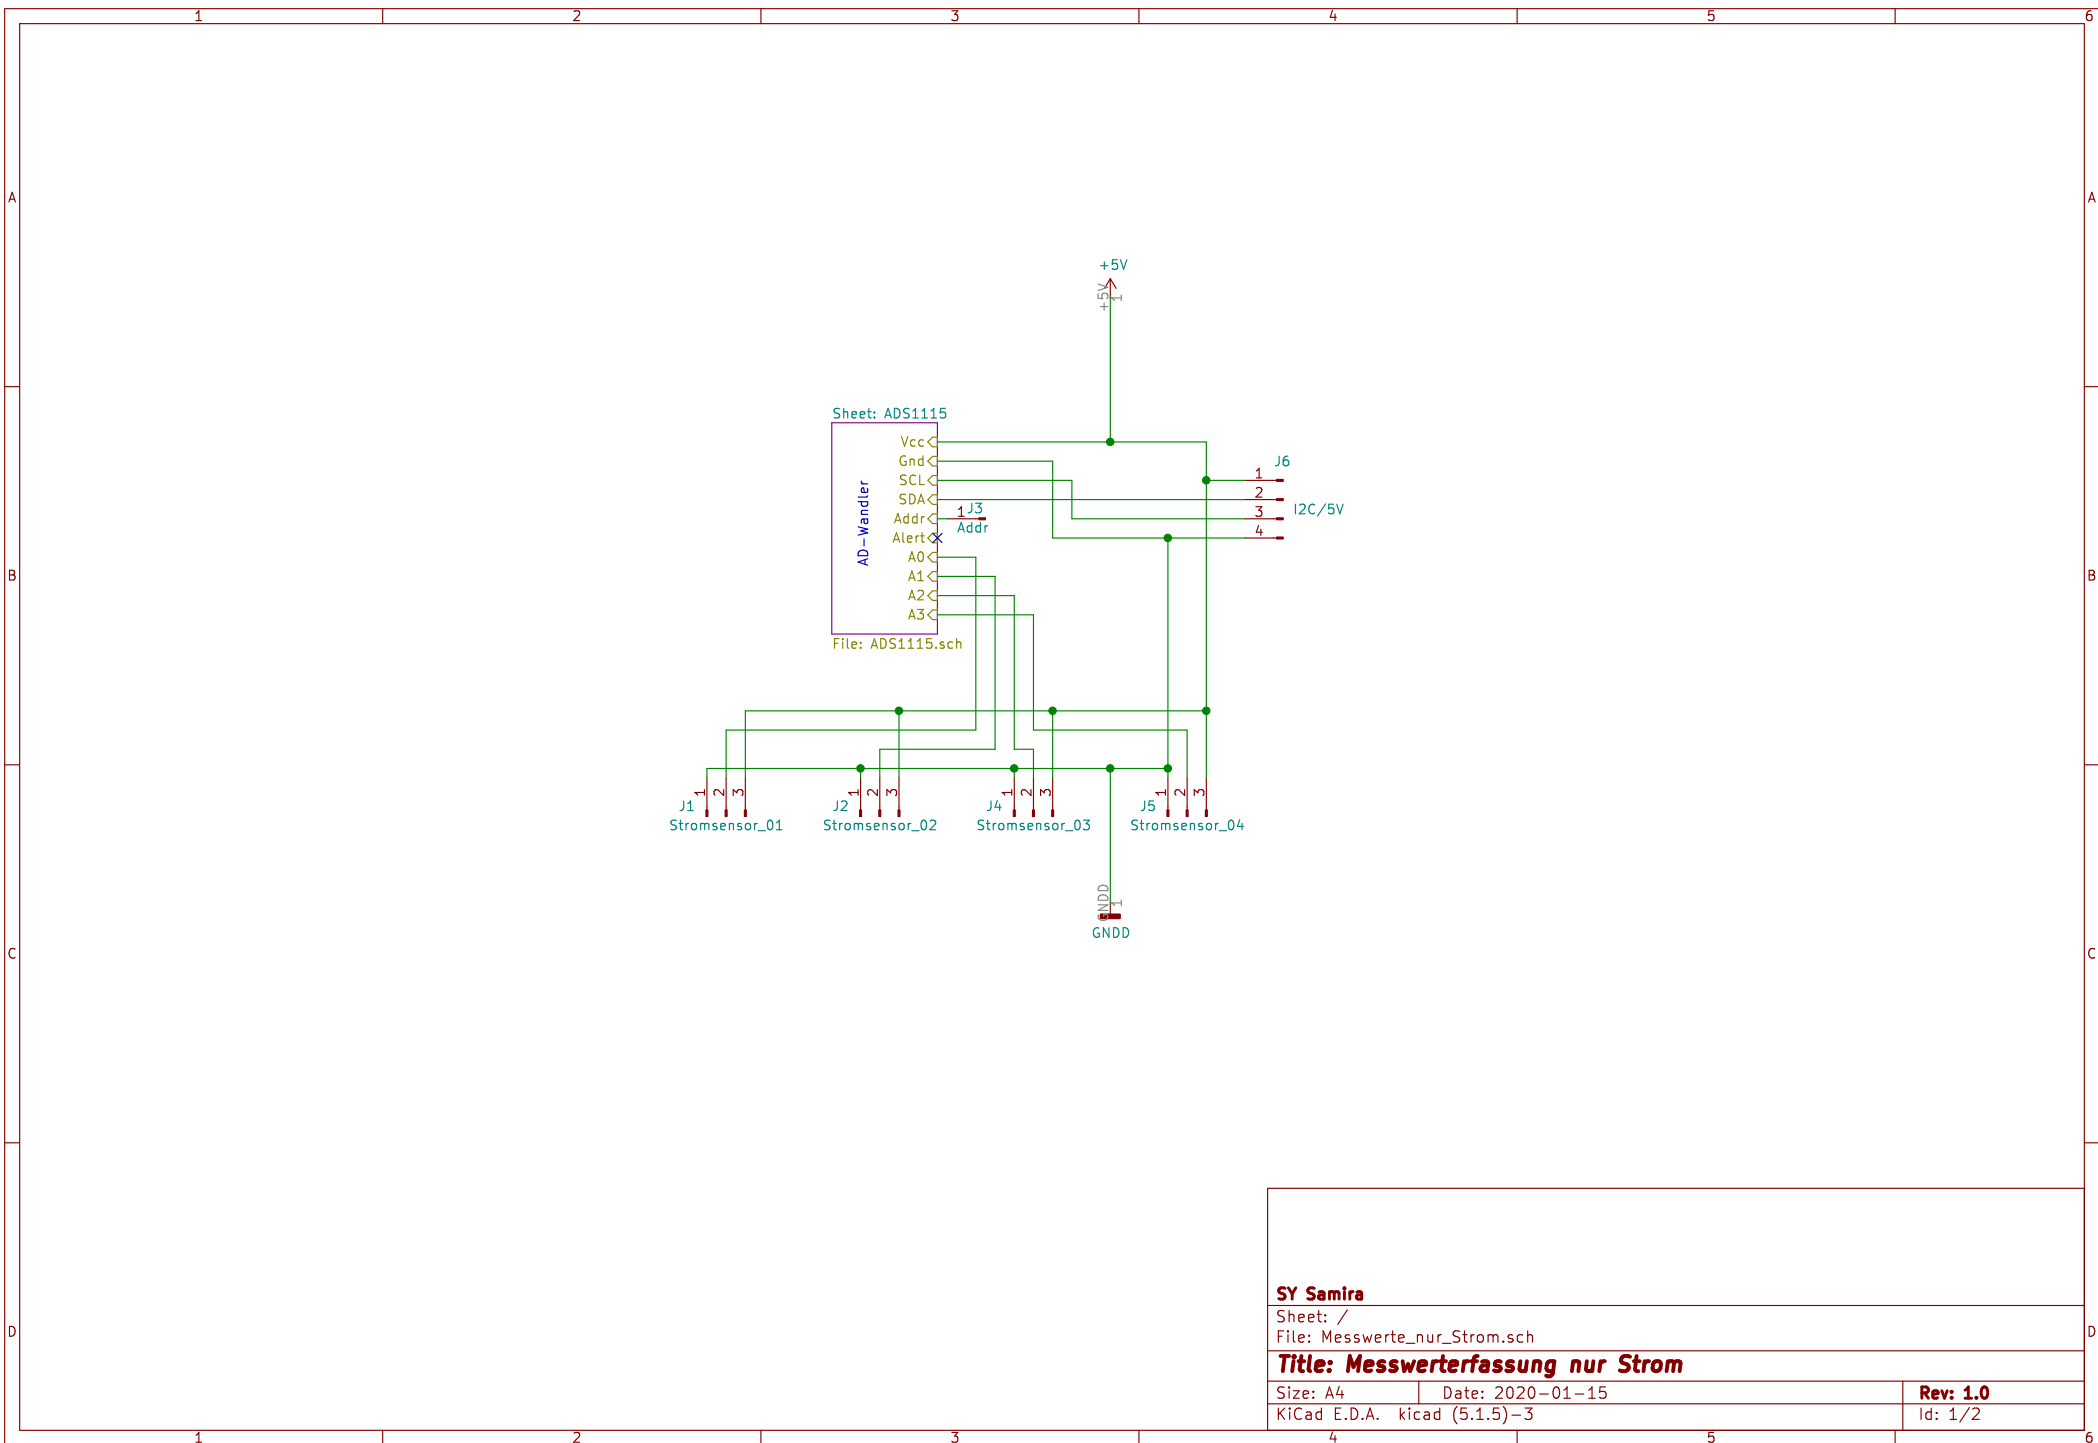 1 2 3 4 5 6
A A
+5V
+5V 1
Sheet: ADS1115
Vcc
Gnd
SCL
SDA
Addr
Alert
A0
A1
A2
A3
AD-Wandler
File: ADS1115.sch
1 J3
Addr
J6
1
2
3
4
I2C/5V
B B
1 2 3
J1
Stromsensor_01
1 2 3
J2
Stromsensor_02
1 2 3
J4
Stromsensor_03
1 2 3
J5
Stromsensor_04
GNDD 1
GNDD
C C
SY Samira
Sheet: /
File: Messwerte_nur_Strom.sch
Title: Messwerterfassung nur Strom
Size: A4 Date: 2020-01-15 Rev: 1.0
KiCad E.D.A. kicad (5.1.5)-3 Id: 1/2
D D
1 2 3 4 5 6